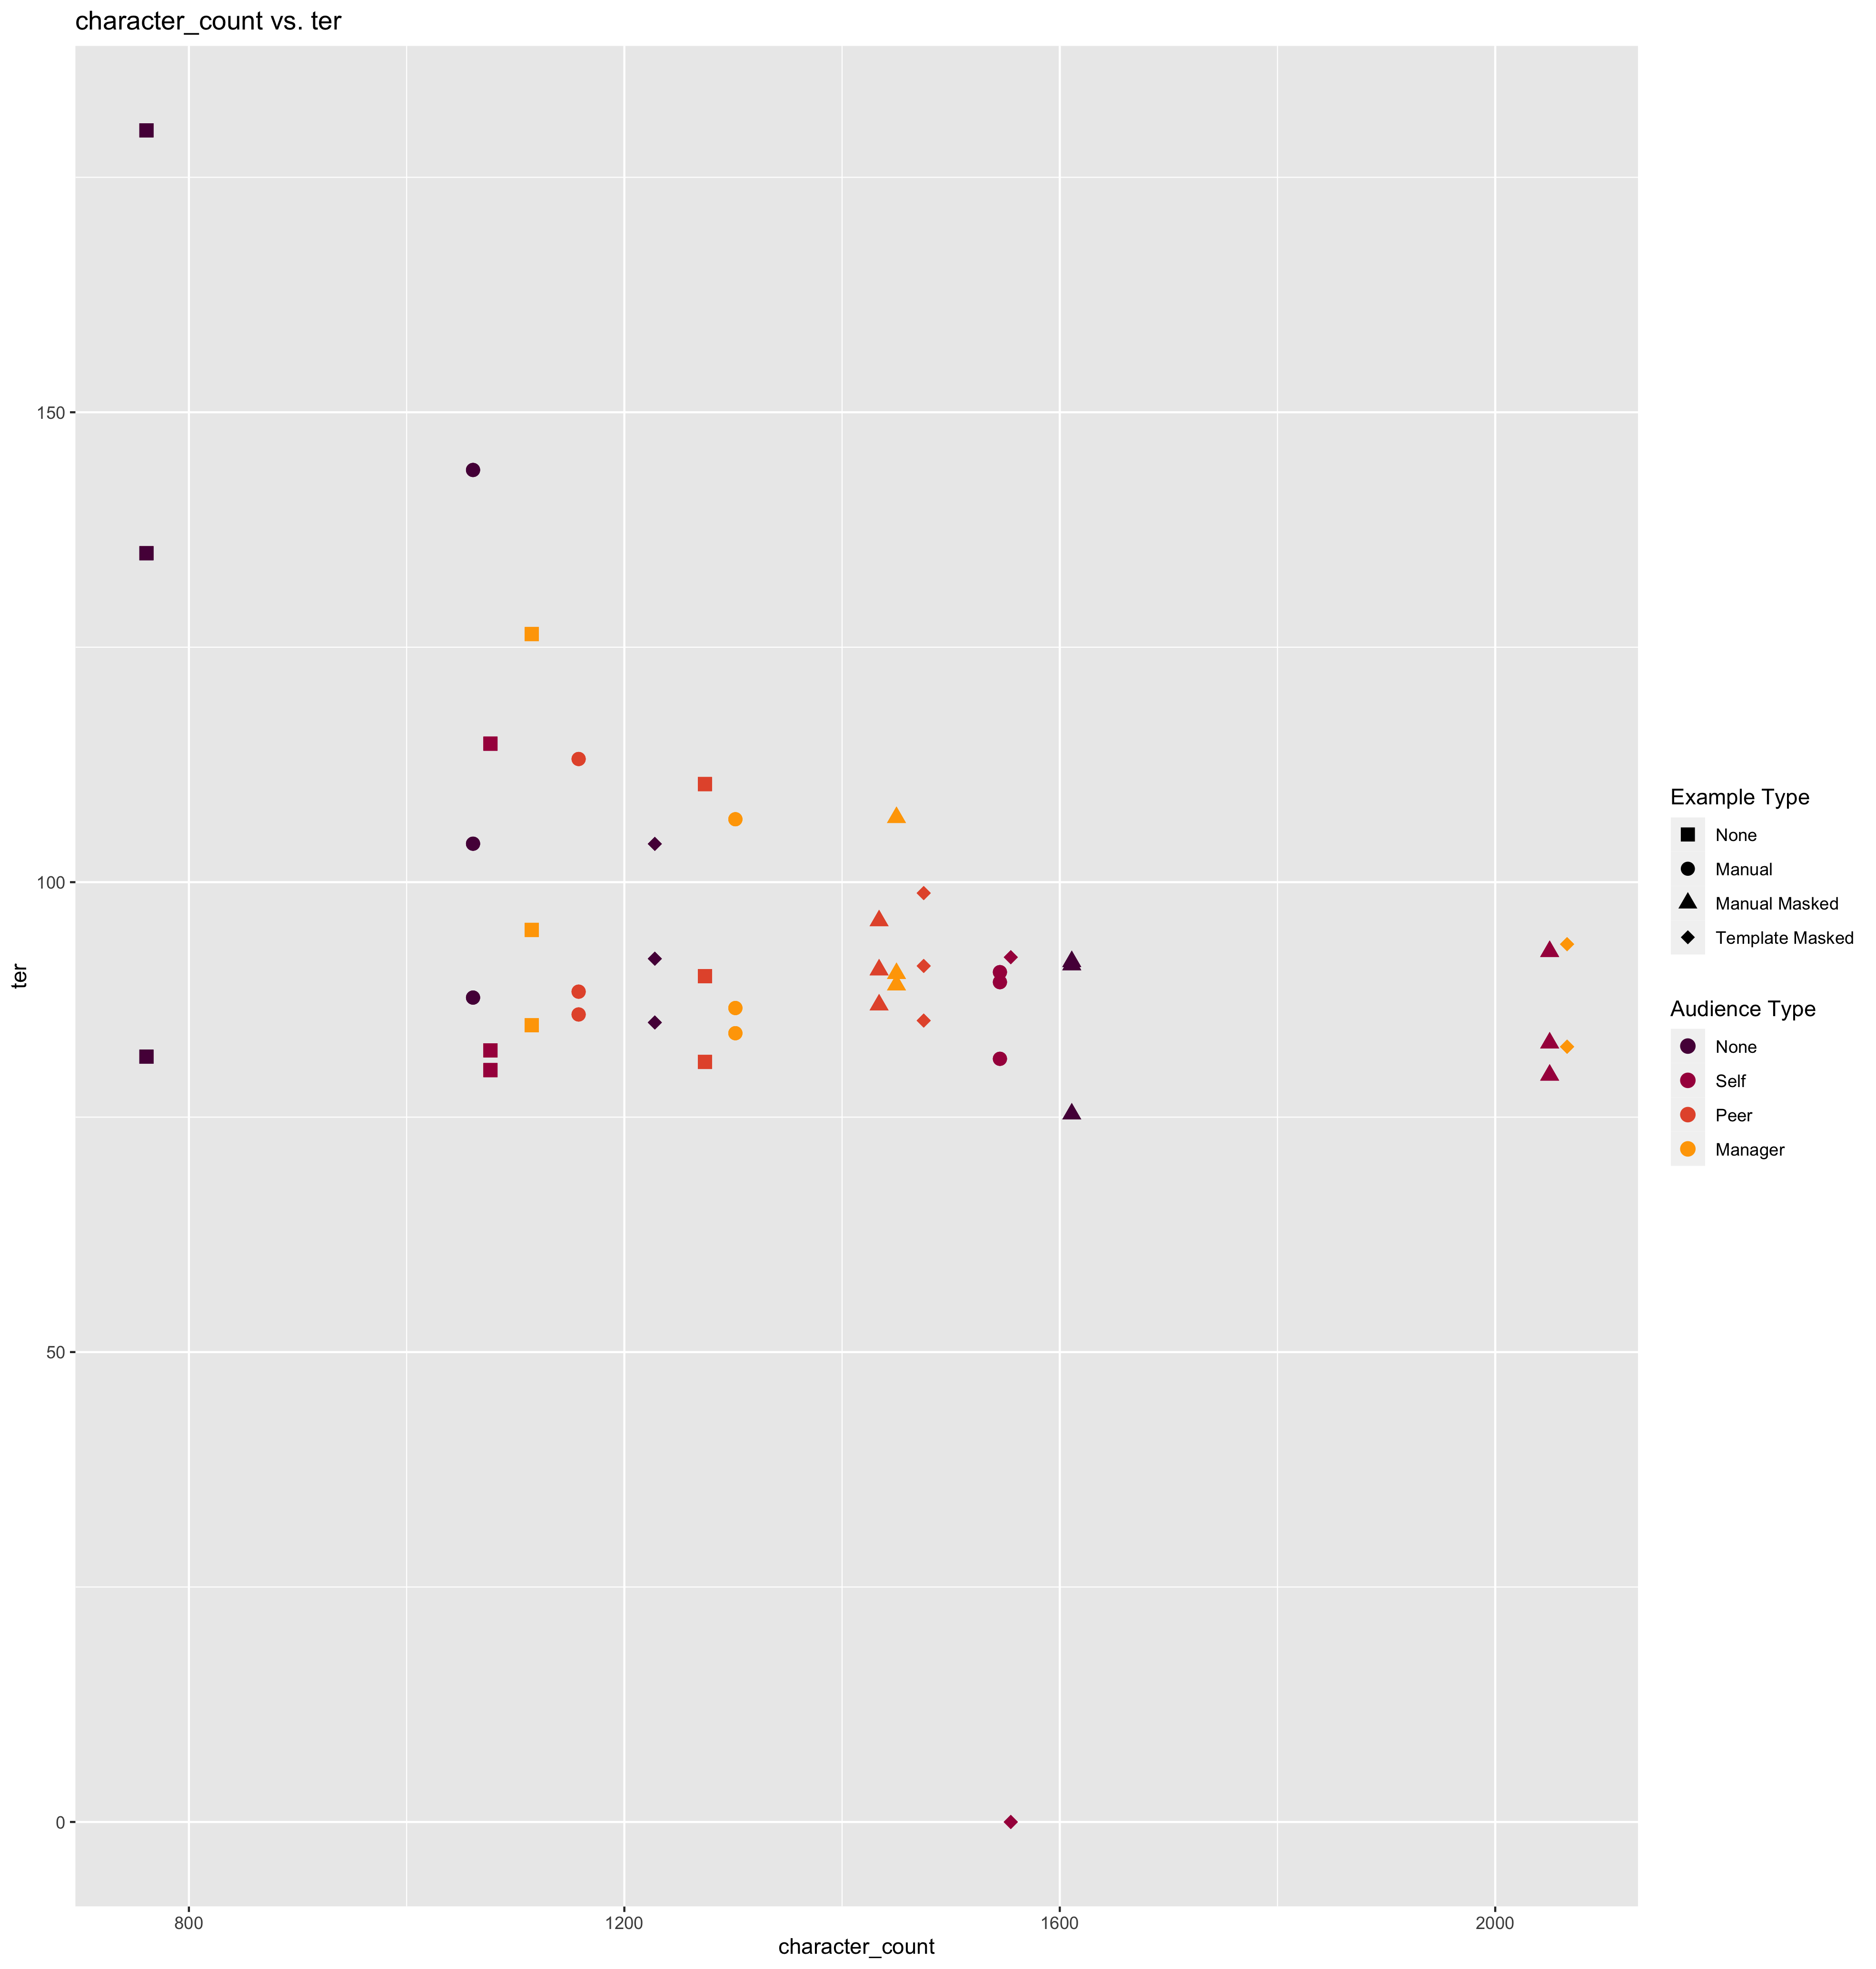 character_count vs. ter
150
100
50
0
ter
800
1200
1600
2000
character_count
Example Type
None
Manual
Manual Masked
Template Masked
Audience Type
None
Self
Peer
Manager